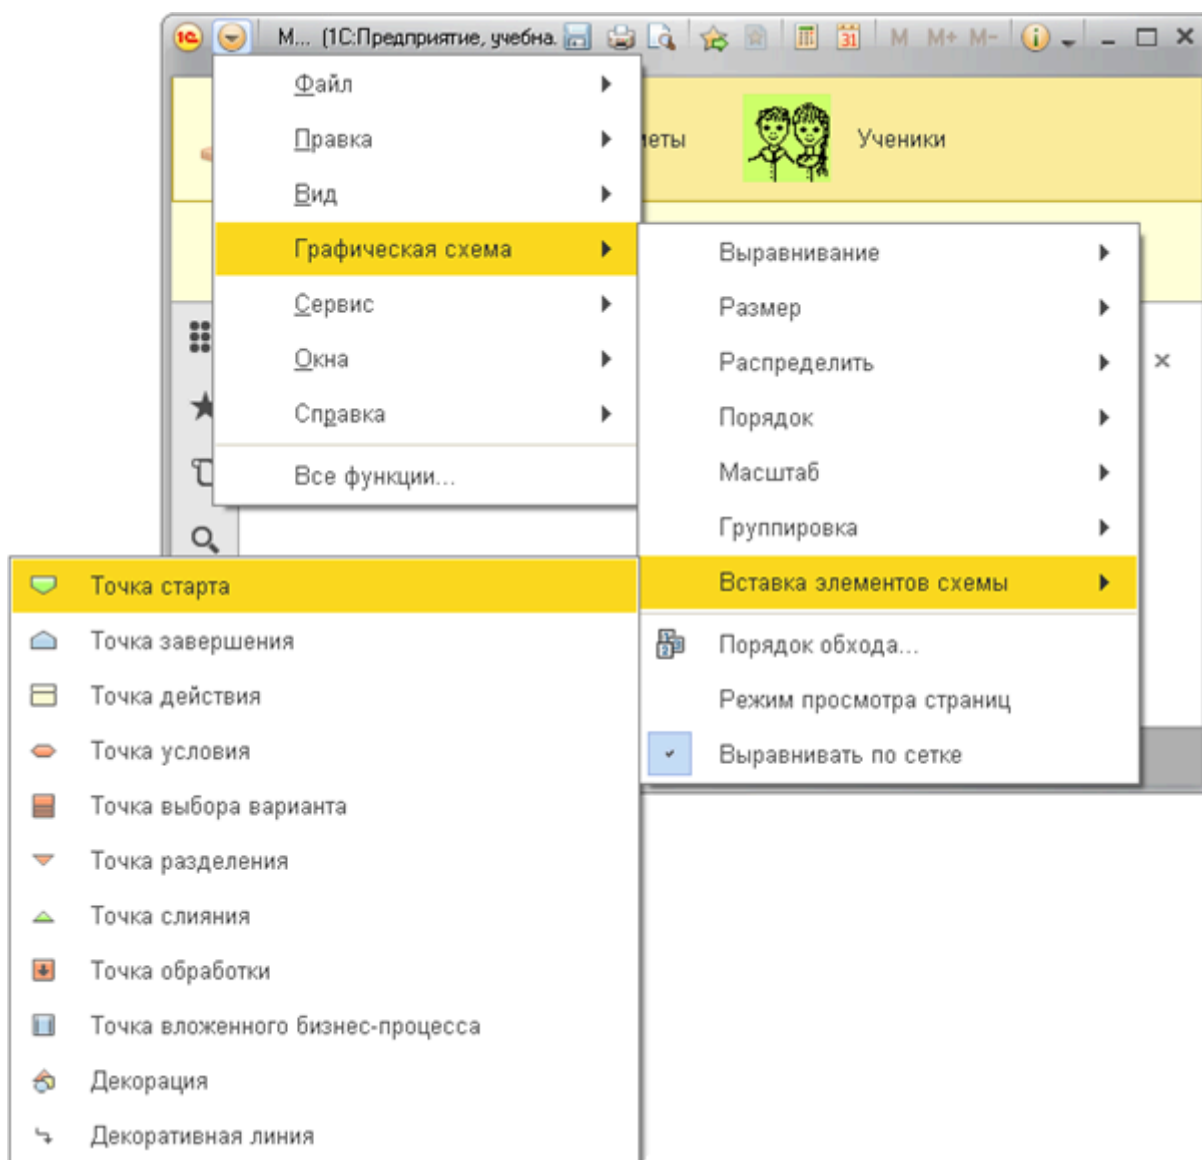 М... (1С:Предприятие, учебна.
31 M M+ M-
Файл
Правка
Вид
Графическая схема
Сервис
Окна
Справка
Все функции...
Ученики
Выравнивание
Размер
Распределить
Порядок
Масштаб
Группировка
Вставка элементов схемы
Порядок обхода...
Режим просмотра страниц
Выравнивать по сетке
Точка старта
Точка завершения
Точка действия
Точка условия
Точка выбора варианта
Точка разделения
Точка слияния
Точка обработки
Точка вложенного бизнес-процесса
Декорация
Декоративная линия